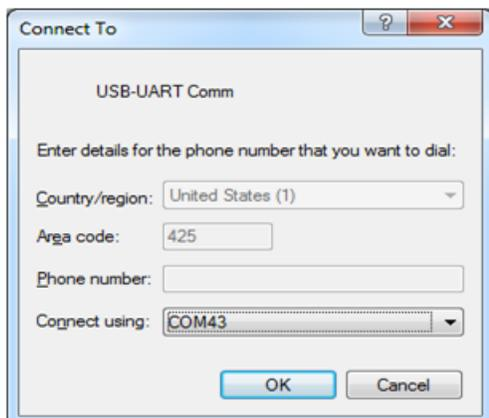 Connect To
USB-UART Comm
Enter details for the phone number that you want to dial:
Country/region: United States (1)
Area code: 425
Phone number:
Connect using: COM43
OK Cancel